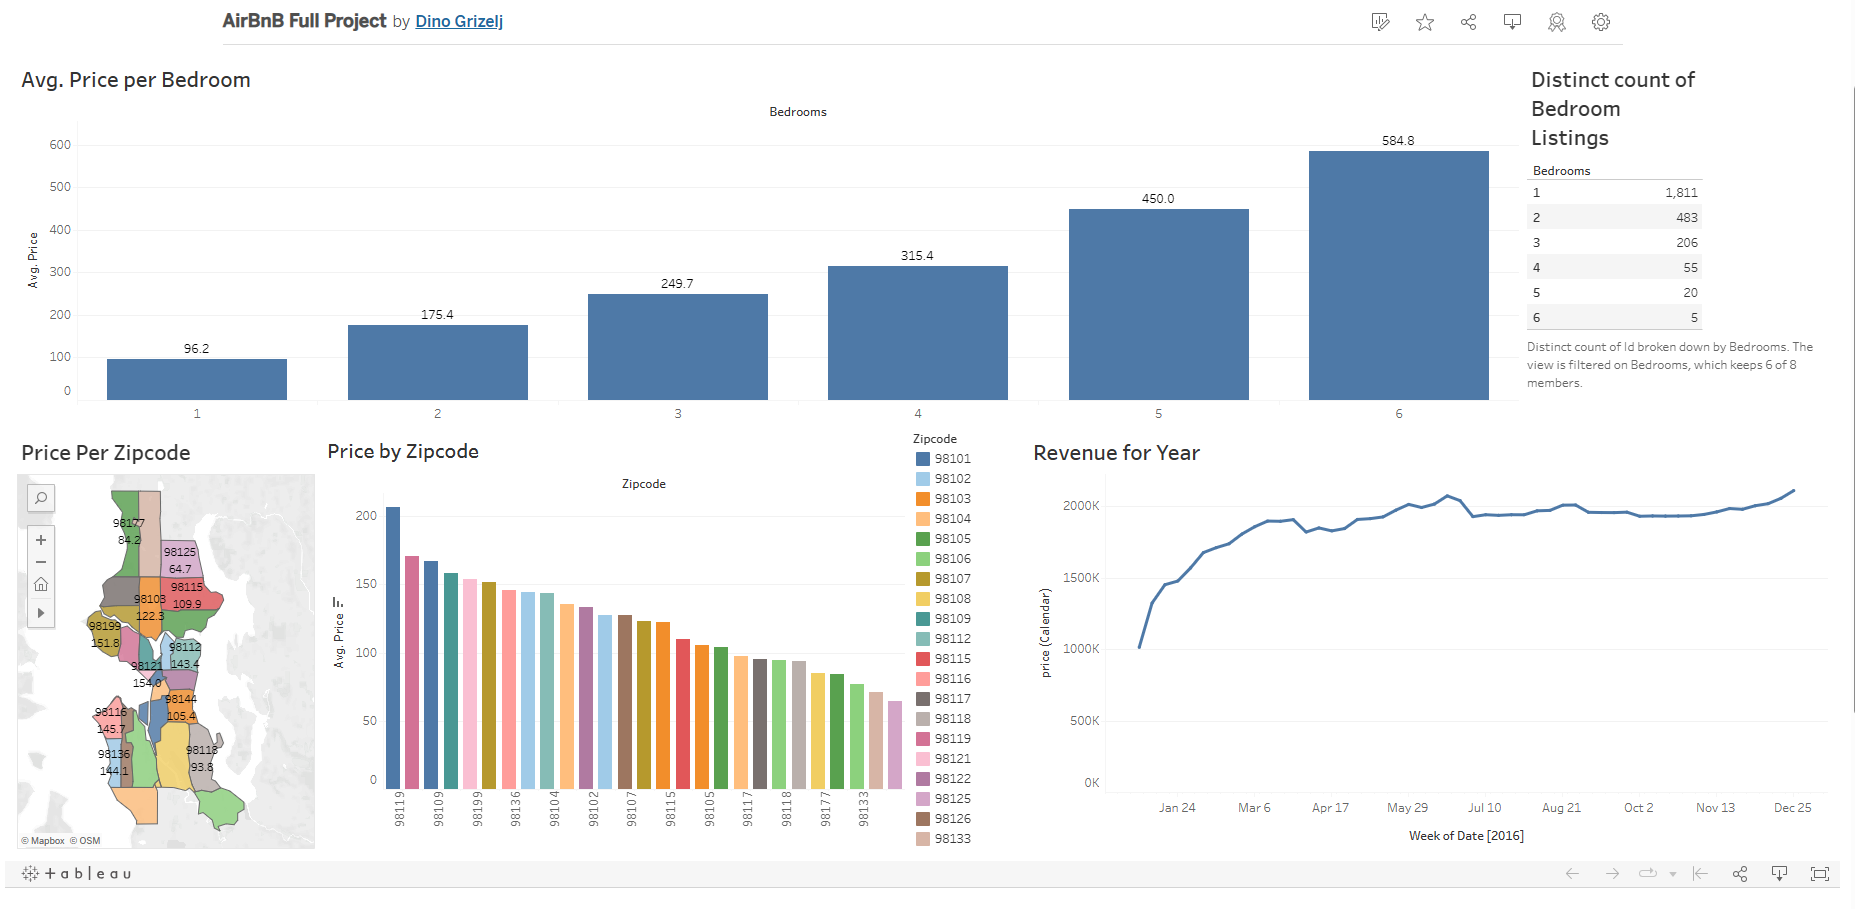 AirBnB Full Project by Dino Grizelj
Avg. Price per Bedroom
Bedrooms
Avg. Price
600
500
400
300
200
100
0
96.2
175.4
249.7
315.4
450.0
584.8
1
2
3
4
5
6
Distinct count of
Bedroom
Listings
Bedrooms
1 1,811
2 483
3 206
4 55
5 20
6 5
Distinct count of Id broken down by Bedrooms. The
view is filtered on Bedrooms, which keeps 6 of 8
members.
Price Per Zipcode
98177
84.2
98125
64.7
98115
109.9
98103
122.3
98199
151.8
98112
143.4
98121
154.0
98144
105.4
98116
145.7
98136
144.1
98118
93.8
© Mapbox © OSM
Price by Zipcode
Zipcode
Avg. Price
200
150
100
50
0
98119
98109
98199
98136
98104
98102
98107
98115
98105
98117
98118
98177
98133
Zipcode
98101
98102
98103
98104
98105
98106
98107
98108
98109
98112
98115
98116
98117
98118
98119
98121
98122
98125
98126
98133
Revenue for Year
price (Calendar)
2000K
1500K
1000K
500K
0K
Jan 24
Mar 6
Apr 17
May 29
Jul 10
Aug 21
Oct 2
Nov 13
Dec 25
Week of Date [2016]
+ a b l e a u